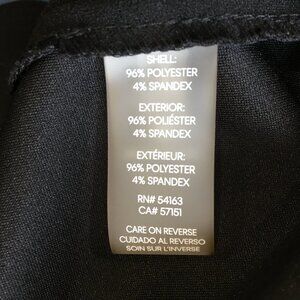 SHELL:
96% POLYESTER
4% SPANDEX
EXTERIOR:
96% POLIÉSTER
4% SPANDEX
EXTÉRIEUR:
96% POLYESTER
4% SPANDEX
RN# 54163
CA# 57151
CARE ON REVERSE
CUIDADO AL REVERSO
SOIN SUR L'INVERSE